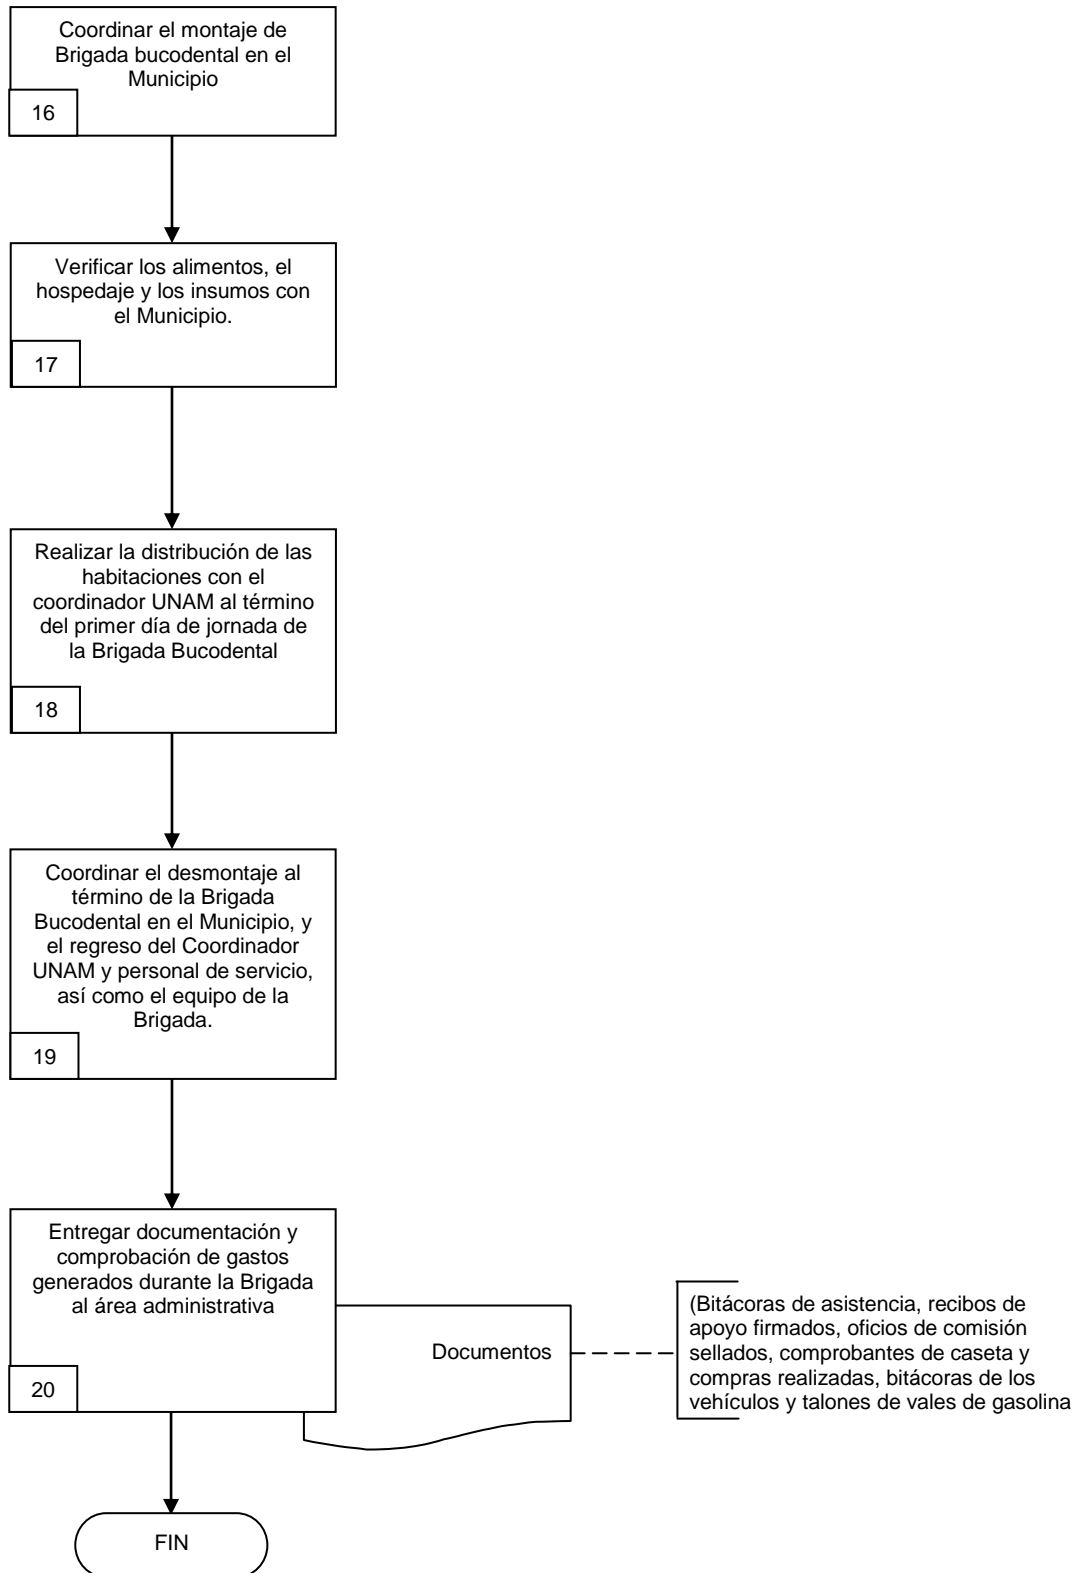 Coordinar el montaje de
Brigada bucodental en el
Municipio
16
Verificar los alimentos, el
hospedaje y los insumos con
el Municipio.
17
Realizar la distribución de las
habitaciones con el
coordinador UNAM al término
del primer día de jornada de
la Brigada Bucodental
18
Coordinar el desmontaje al
término de la Brigada
Bucodental en el Municipio, y
el regreso del Coordinador
UNAM y personal de servicio,
así como el equipo de la
Brigada.
19
Entregar documentación y
comprobación de gastos
generados durante la Brigada
al área administrativa
20
Documentos
(Bitácoras de asistencia, recibos de
apoyo firmados, oficios de comisión
sellados, comprobantes de caseta y
compras realizadas, bitácoras de los
vehículos y talones de vales de gasolina
FIN